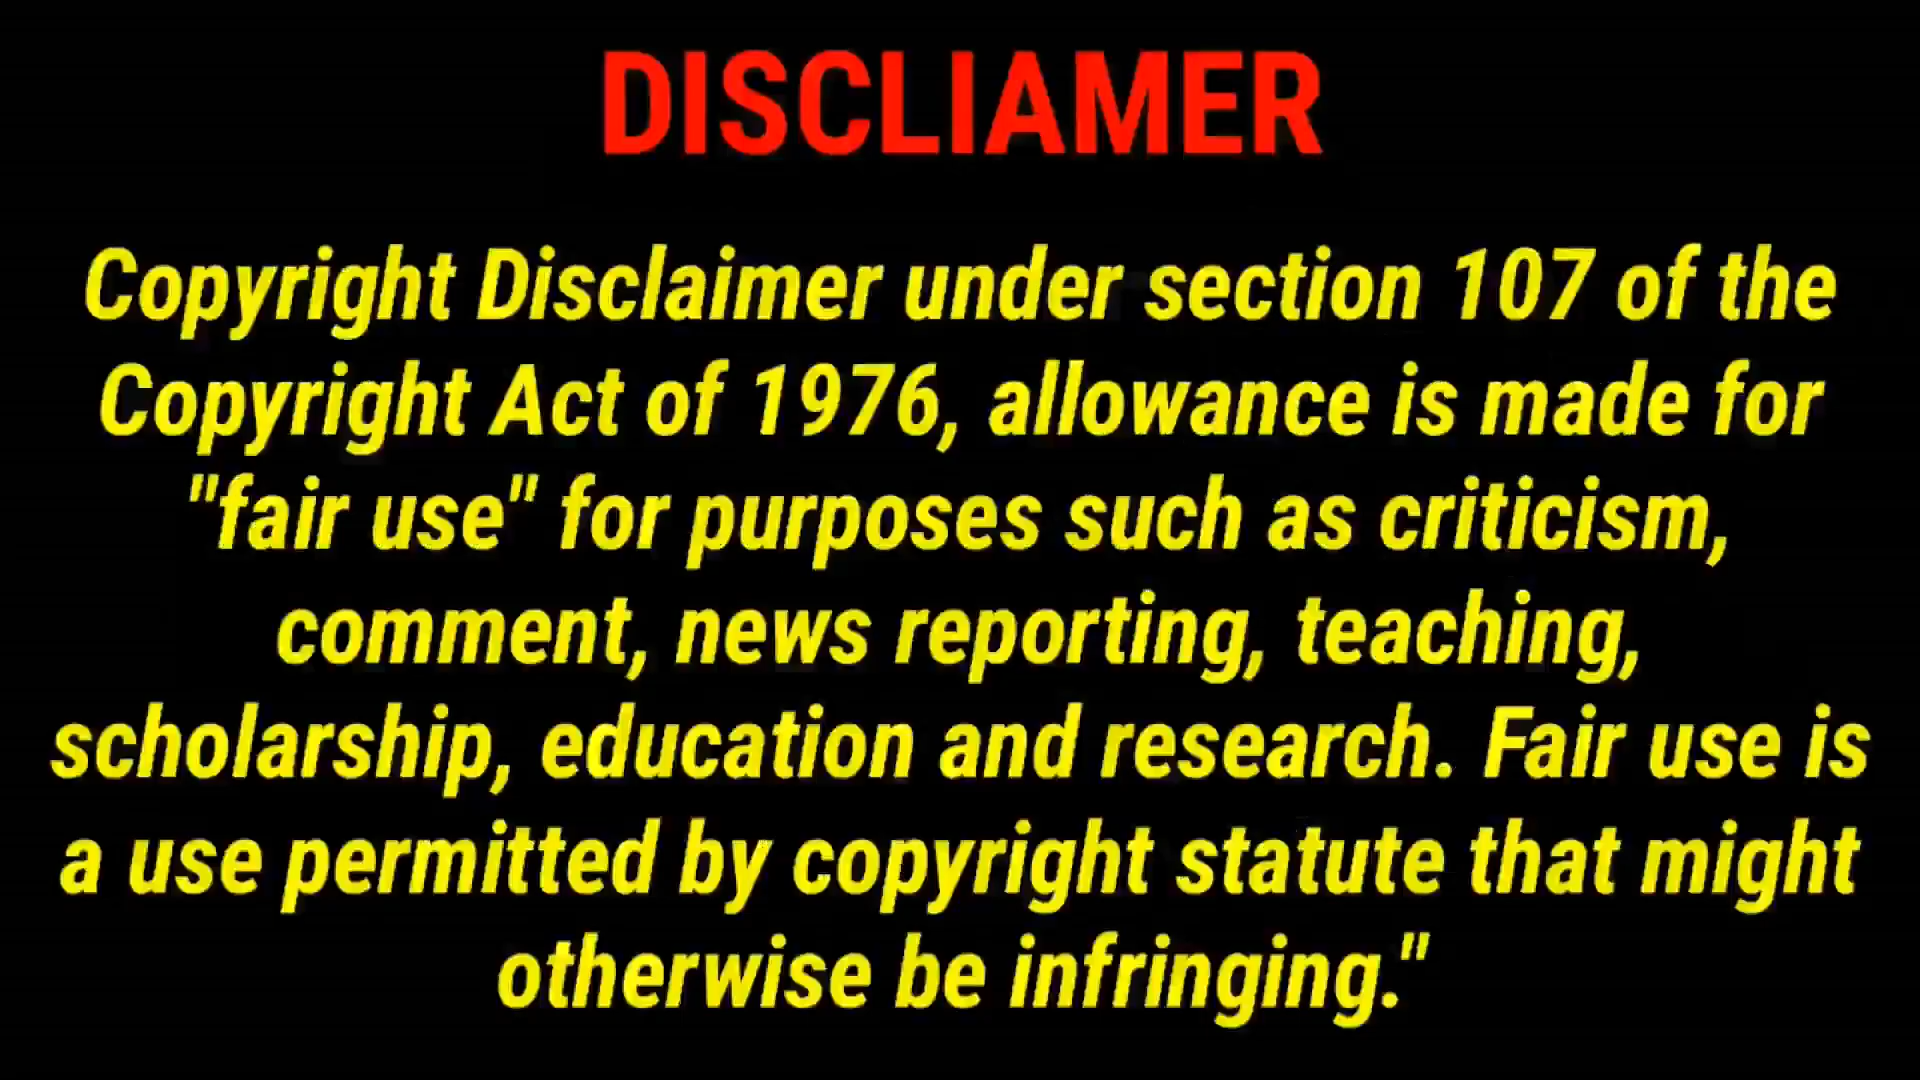 DISCLIAMER
Copyright Disclaimer under section 107 of the
Copyright Act of 1976, allowance is made for
"fair use" for purposes such as criticism,
comment, news reporting, teaching,
scholarship, education and research. Fair use is
a use permitted by copyright statute that might
otherwise be infringing."